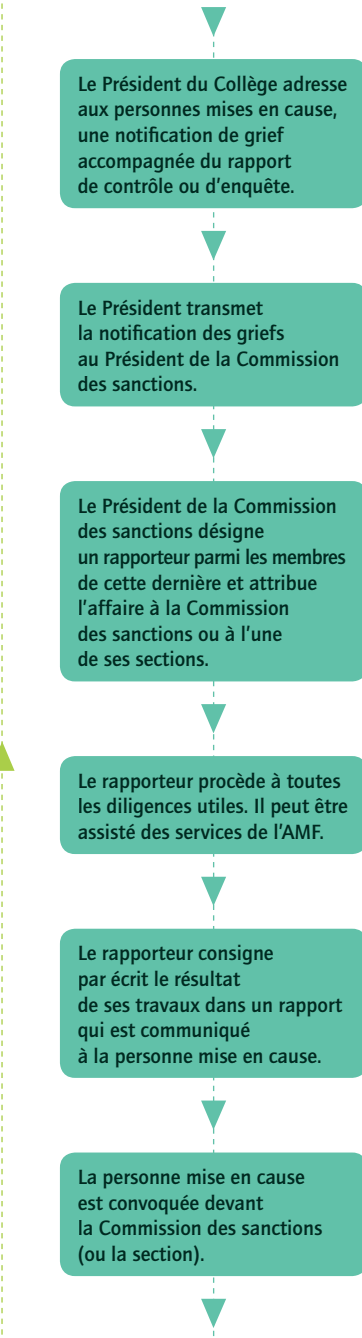 Le Président du Collège adresse
aux personnes mises en cause,
une notification de grief
accompagnée du rapport
de contrôle ou d'enquête.
Le Président transmet
la notification des griefs
au Président de la Commission
des sanctions.
Le Président de la Commission
des sanctions désigne
un rapporteur parmi les membres
de cette dernière et attribue
l'affaire à la Commission
des sanctions ou à l'une
de ses sections.
Le rapporteur procède à toutes
les diligences utiles. Il peut être
assisté des services de l'AMF.
Le rapporteur consigne
par écrit le résultat
de ses travaux dans un rapport
qui est communiqué
à la personne mise en cause.
La personne mise en cause
est convoquée devant
la Commission des sanctions
(ou la section).